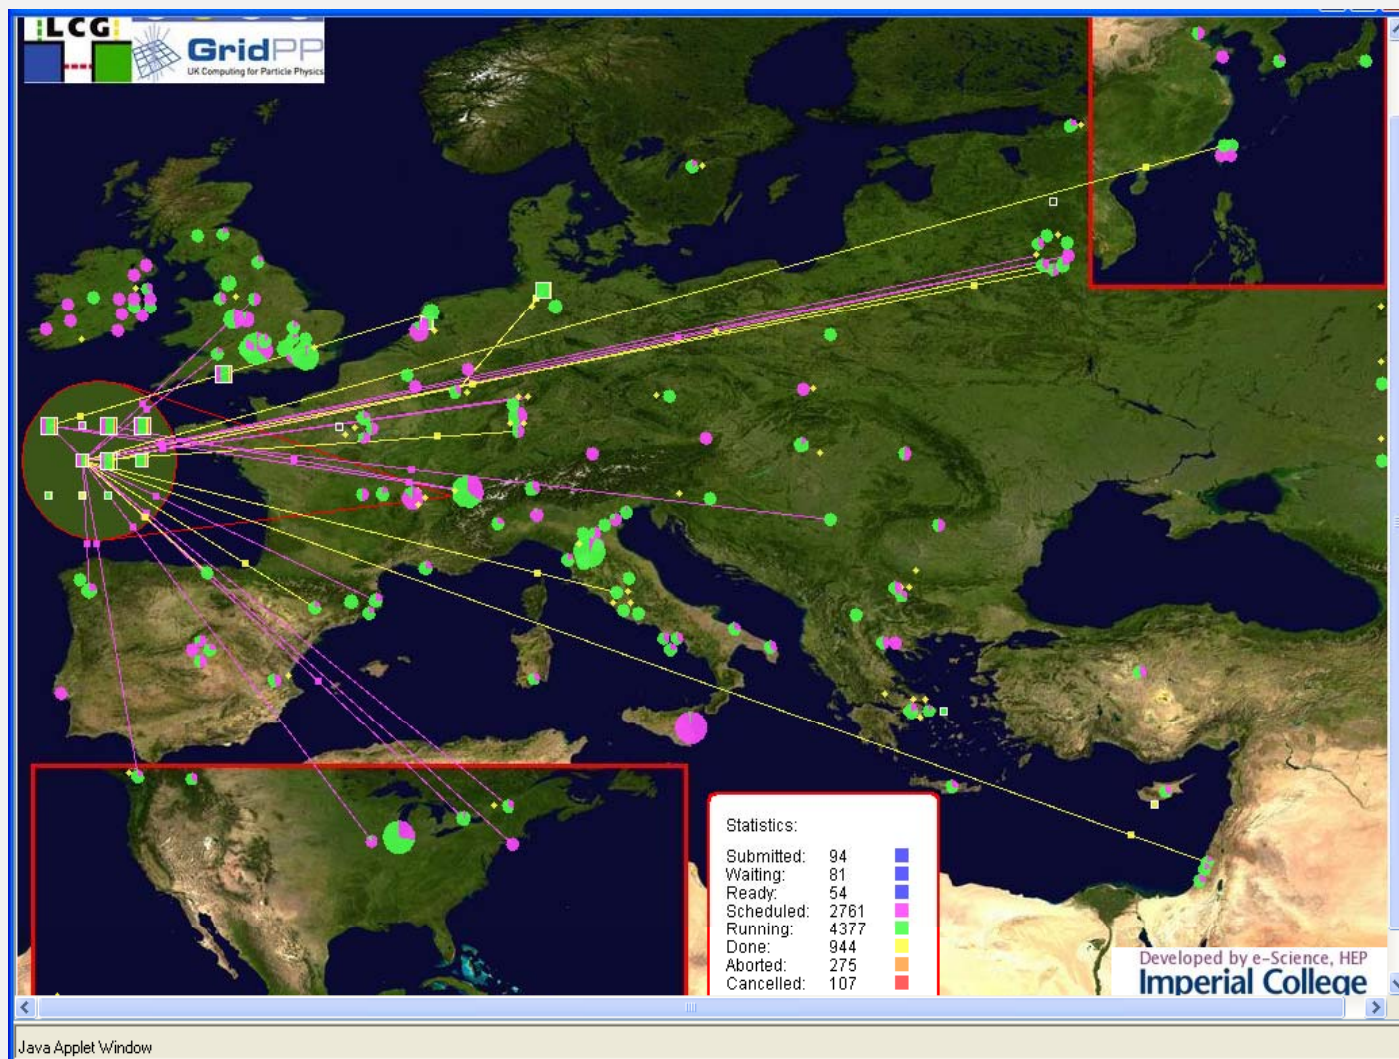 LCG
GridPP
UK Computing for Particle Physics
Statistics:
Submitted: 94
Waiting: 81
Ready: 54
Scheduled: 2761
Running: 4377
Done: 944
Aborted: 275
Cancelled: 107
Developed by e-Science, HEP
Imperial College
Java Applet Window